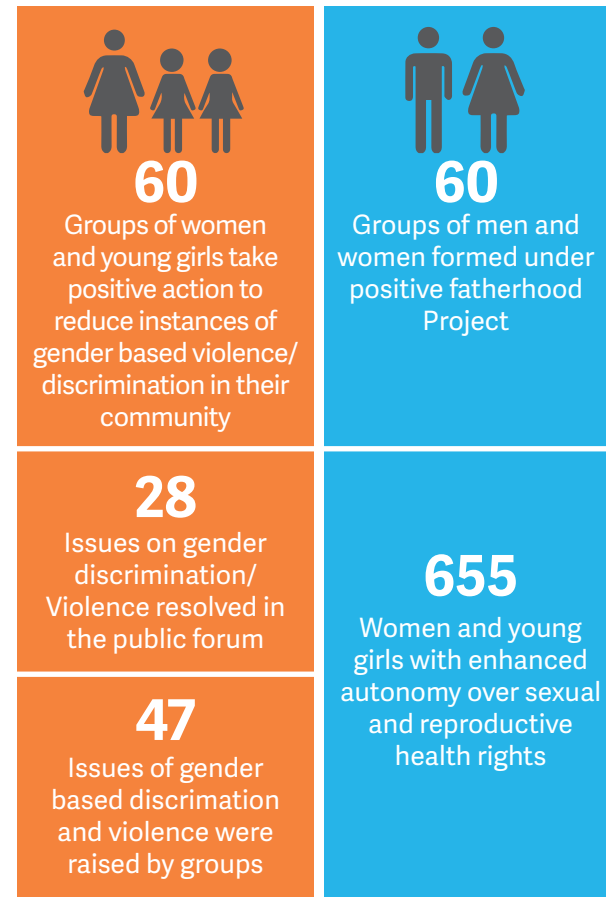 60
Groups of women
and young girls take
positive action to
reduce instances of
gender based violence/
discrimination in their
community
28
Issues on gender
discrimination/
Violence resolved in
the public forum
47
Issues of gender
based discrimation
and violence were
raised by groups
60
Groups of men and
women formed under
positive fatherhood
Project
655
Women and young
girls with enhanced
autonomy over sexual
and reproductive
health rights